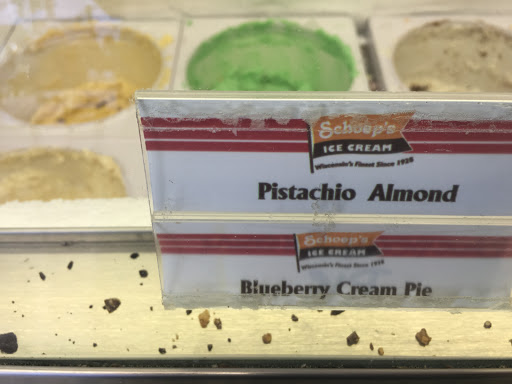 Schoep's
ICE CREAM
Wisconsin's Finest Since 1928
Pistachio Almond
Schoep's
ICE CREAM
Wisconsin's Finest Since 1928
Blueberry Cream Pie